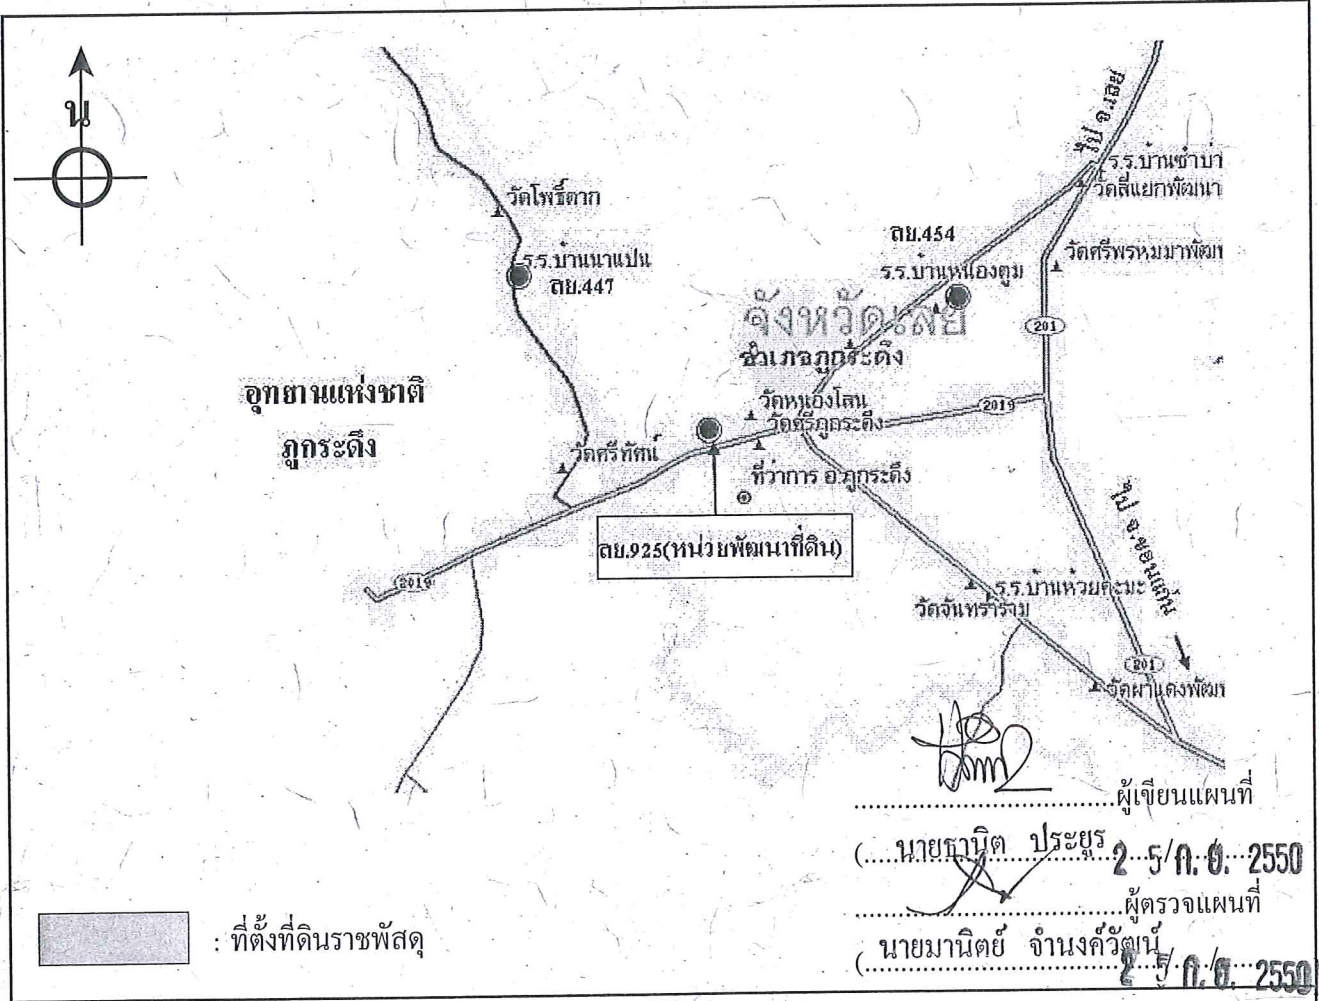 น
ไป จ.เลย
ร.ร.บ้านซำบา
วัดสี่แยกพัฒนา
วัดโพธิ์ตาก
ลย.454
วัดศรีพรหมมาพัฒ
ร.ร.บ้านนาแปน
ลย.447
ร.ร.บ้านหนองตูม
จังหวัดเลย
201
อำเภอภูกระดึง
อุทยานแห่งชาติ
ภูกระดึง
วัดหนองโสน
2019
วัดศรีภูกระดึง
วัดศรีทัศน์
ที่ว่าการ อ.ภูกระดึง
ไป จ.ขอนแก่น
ลย.925(หน่วยพัฒนาที่ดิน)
2019
ร.ร.บ้านห้วยคะมะ
วัดจันทราราม
201
วัดผาแดงพัฒ
ผู้เขียนแผนที่
(นายธานิต ประยูร 2 5/ก.ย. 2550
ผู้ตรวจแผนที่
: ที่ตั้งที่ดินราชพัสดุ
(นายมานิตย์ จำนงค์วัฒน์ 2 5/ก.ย. 2550